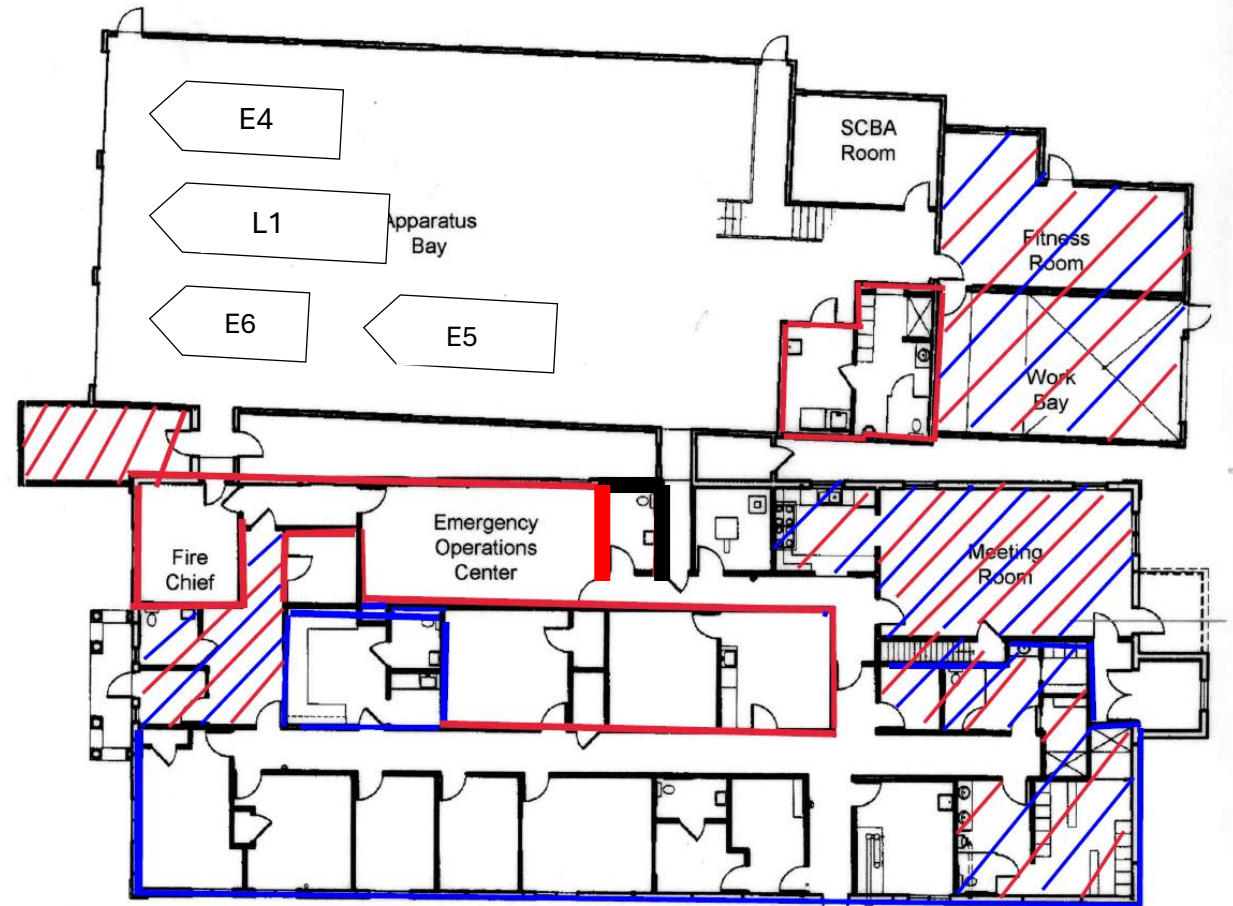 E4
SCBA
Room
L1
Apparatus
Bay
Fitness
Room
E6
E5
Work
Bay
Emergency
Operations
Center
Fire
Chief
Meeting
Room